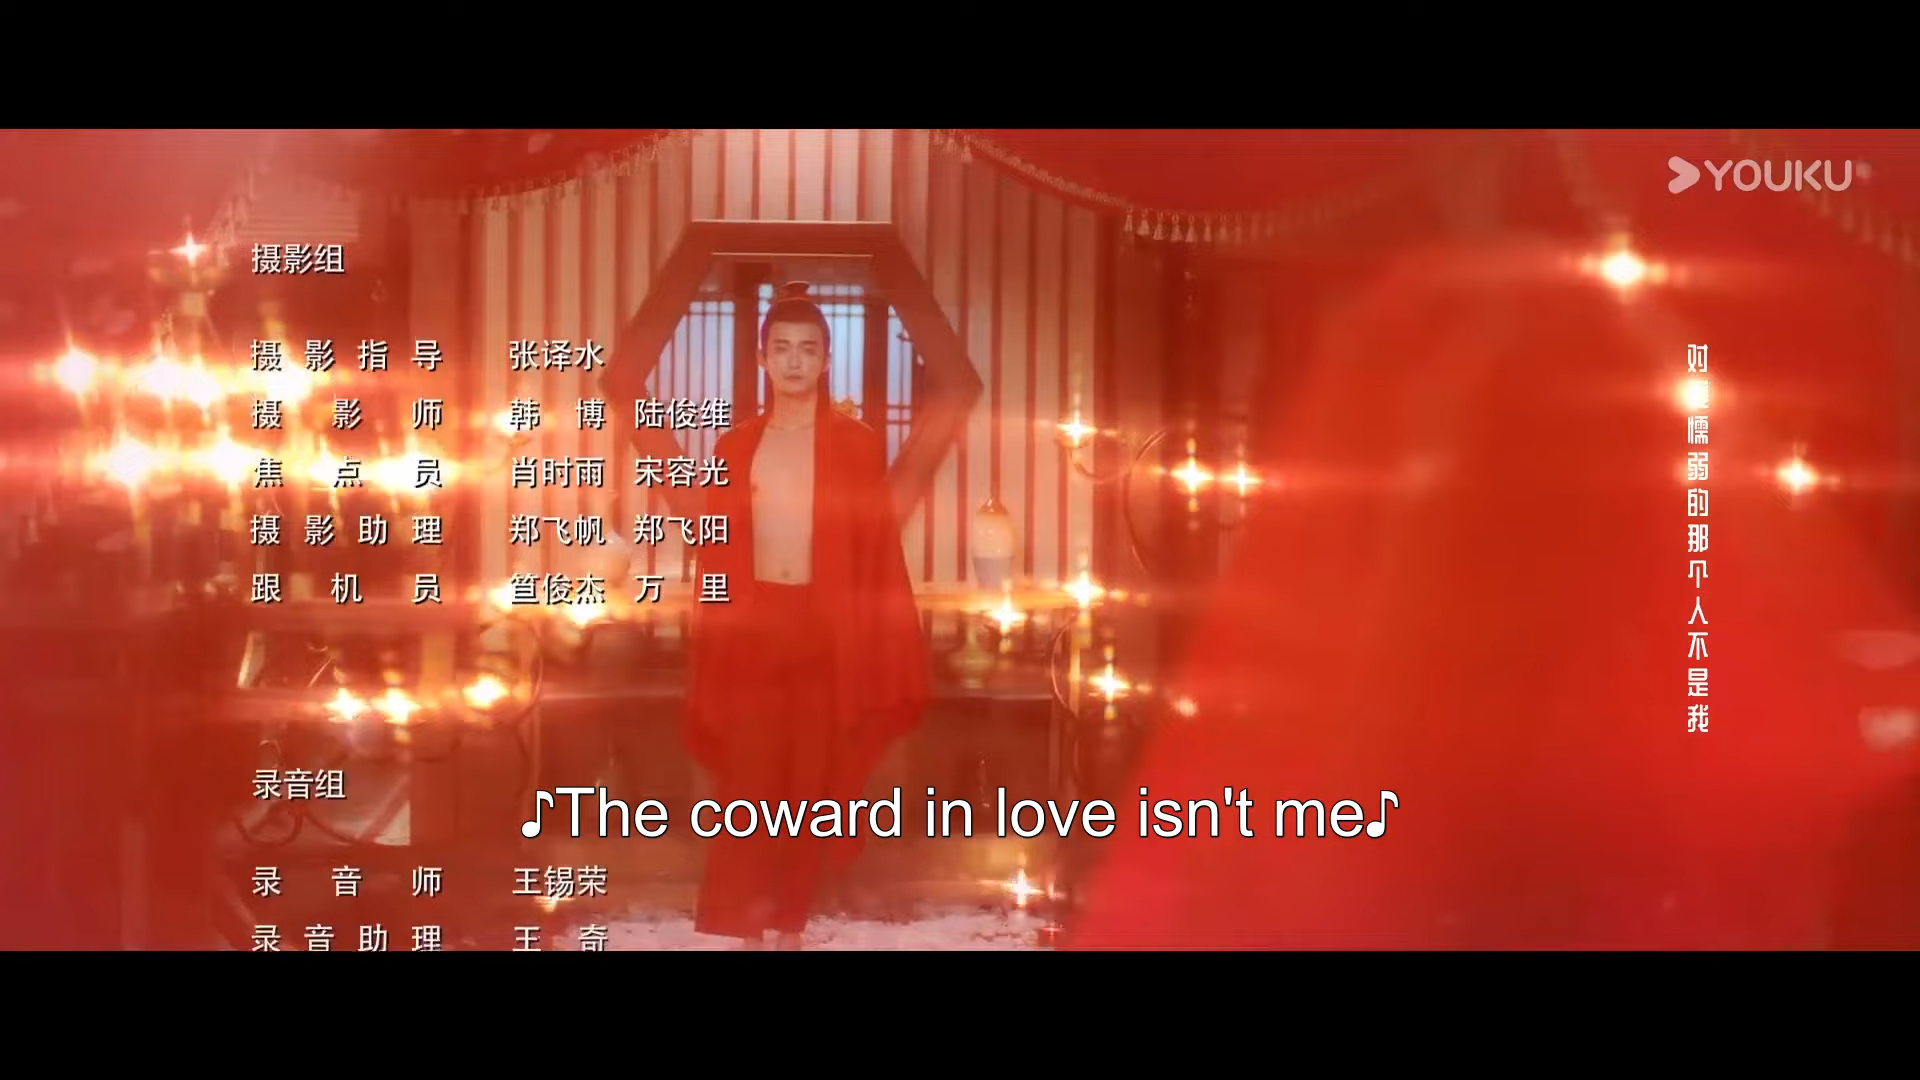 YOUKU
摄影组
摄影指导 张译水
摄影师 韩博 陆俊维
焦点员 肖时雨 宋容光
摄影助理 郑飞帆 郑飞阳
跟机员 笪俊杰 万里
录音组
录音师 王锡荣
录音助理 王奇
♪The coward in love isn't me♪
对 懦弱的那个人不是我